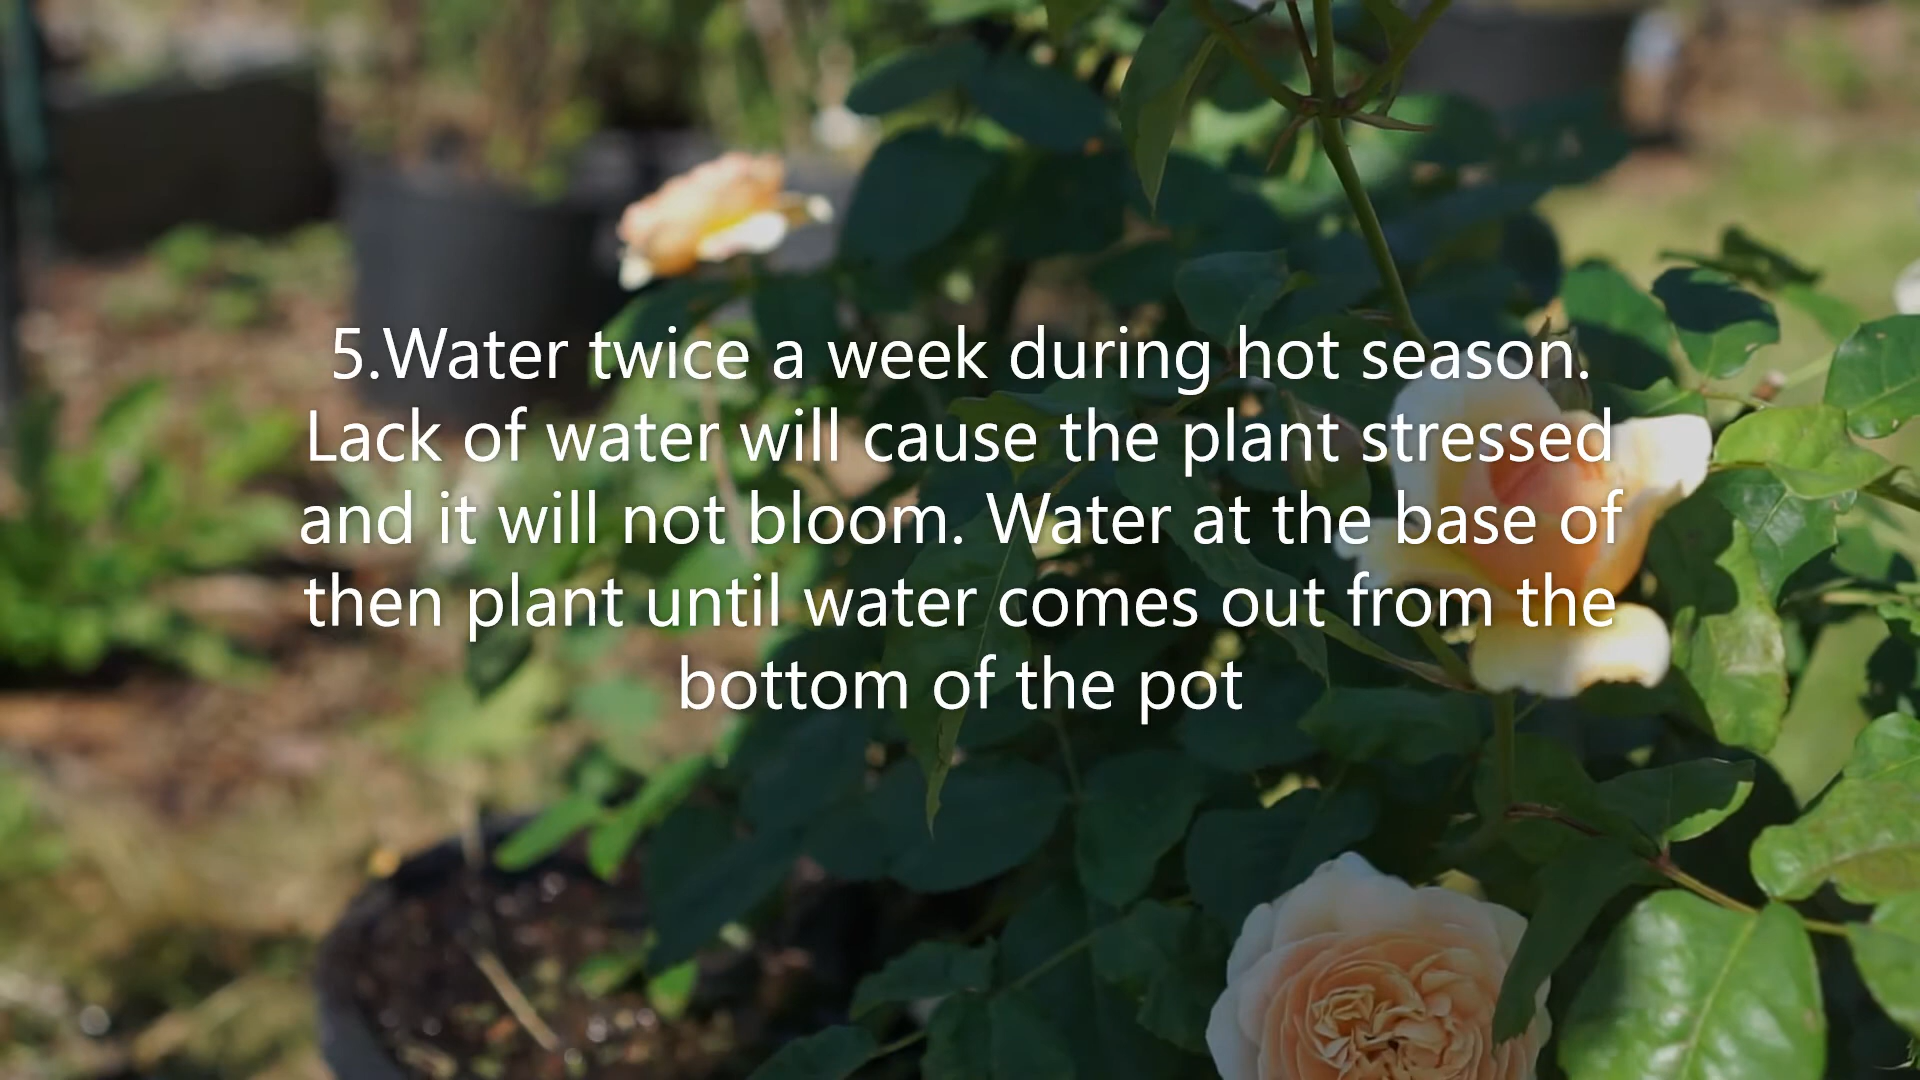 5.Water twice a week during hot season.
Lack of water will cause the plant stressed
and it will not bloom. Water at the base of
then plant until water comes out from the
bottom of the pot